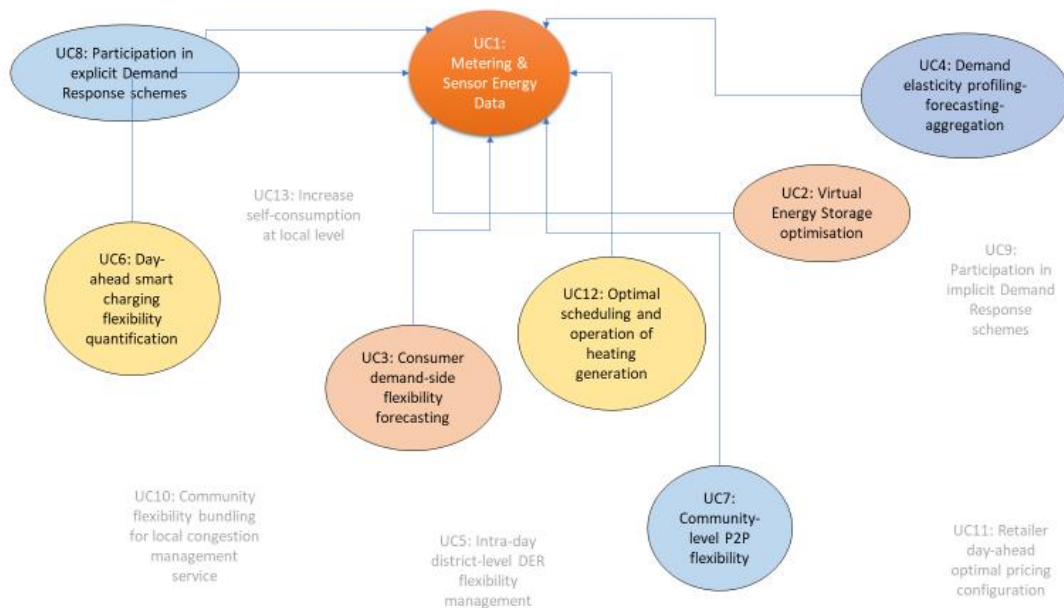 UC1:
Metering &
Sensor Energy
Data
UC8: Participation in
explicit Demand
Response schemes
UC4: Demand
elasticity profiling-
forecasting-
aggregation
UC13: Increase
self-consumption
at local level
UC2: Virtual
Energy Storage
optimisation
UC6: Day-
ahead smart
charging
flexibility
quantification
UC9:
Participation in
implicit Demand
Response
schemes
UC12: Optimal
scheduling and
operation of
heating
generation
UC3: Consumer
demand-side
flexibility
forecasting
UC10: Community
flexibility bundling
for local congestion
management
service
UC7:
Community-
level P2P
flexibility
UC5: Intra-day
district-level DER
flexibility
management
UC11: Retailer
day-ahead
optimal pricing
configuration